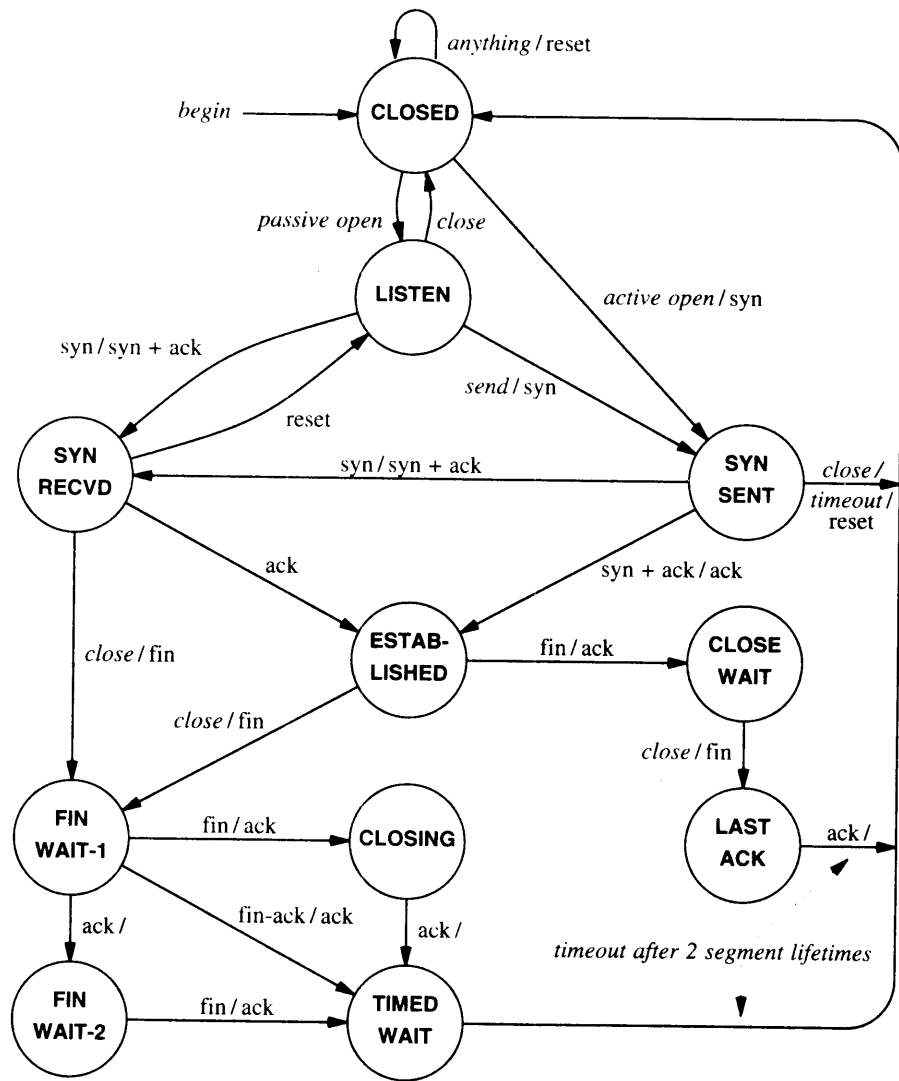 anything / reset
begin
CLOSED
passive open
close
LISTEN
active open / syn
syn / syn + ack
send / syn
reset
SYN
RECVD
syn / syn + ack
SYN
SENT
close /
timeout /
reset
ack
syn + ack / ack
ESTAB-
LISHED
fin / ack
CLOSE
WAIT
close / fin
close / fin
close / fin
FIN
WAIT-1
fin / ack
CLOSING
LAST
ACK
ack /
ack /
fin-ack / ack
ack /
timeout after 2 segment lifetimes
FIN
WAIT-2
fin / ack
TIMED
WAIT